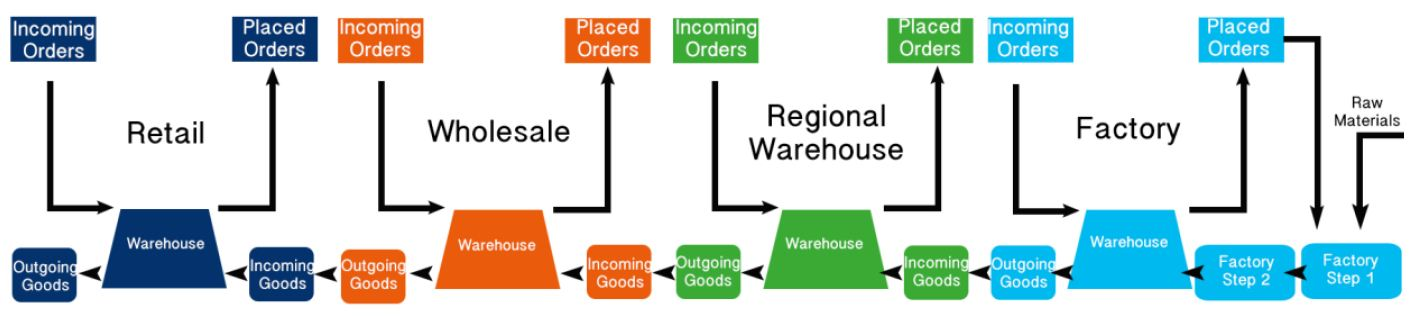 Incoming
Orders
Placed
Orders
Incoming
Orders
Placed
Orders
Incoming
Orders
Placed
Orders
Incoming
Orders
Placed
Orders
Retail
Wholesale
Regional
Warehouse
Factory
Raw
Materials
Warehouse
Warehouse
Warehouse
Warehouse
Outgoing
Goods
Incoming
Goods
Outgoing
Goods
Incoming
Goods
Outgoing
Goods
Incoming
Goods
Outgoing
Goods
Factory
Step 2
Factory
Step 1